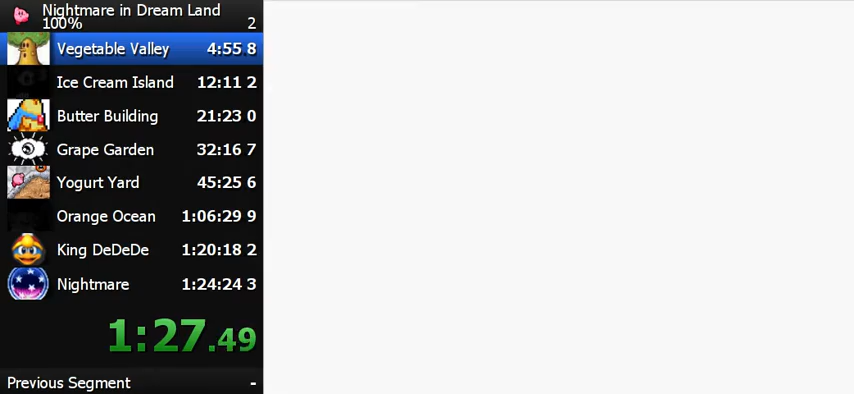 Nightmare in Dream Land
100% 2
Vegetable Valley 4:55 8
Ice Cream Island 12:11 2
Butter Building 21:23 0
Grape Garden 32:16 7
Yogurt Yard 45:25 6
Orange Ocean 1:06:29 9
King DeDeDe 1:20:18 2
Nightmare 1:24:24 3
1:27.49
Previous Segment -